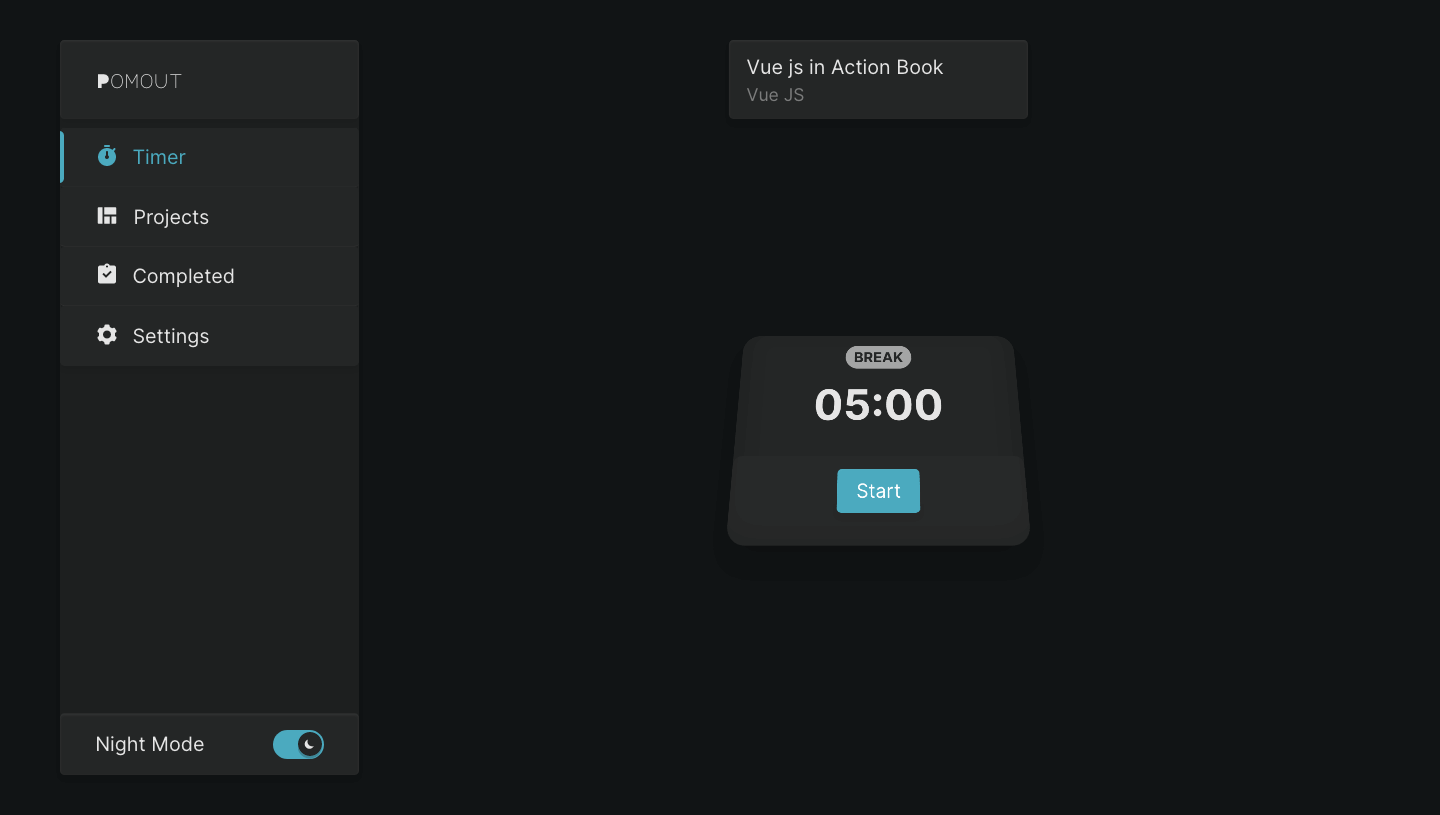 POMOUT
Timer
Projects
Completed
Settings
Night Mode
Vue js in Action Book
Vue JS
BREAK
05:00
Start